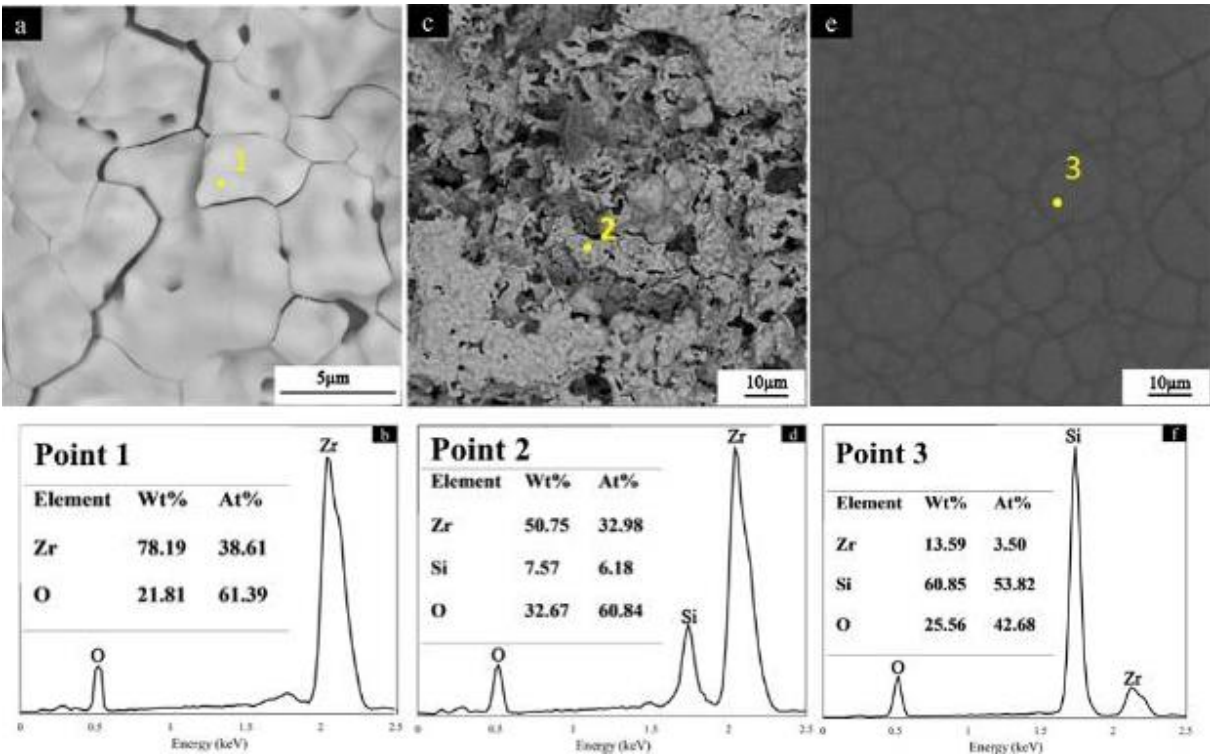 a
1
5μm
c
2
10μm
e
3
10μm
b
Point 1
Element Wt% At%
Zr 78.19 38.61
O 21.81 61.39
Zr
O
0 0.5 1 1.5 2 2.5
Energy (keV)
d
Point 2
Element Wt% At%
Zr 50.75 32.98
Si 7.57 6.18
O 32.67 60.84
Zr
Si
O
0 0.5 1 1.5 2 2.5
Energy (keV)
f
Point 3
Element Wt% At%
Zr 13.59 3.50
Si 60.85 53.82
O 25.56 42.68
Si
O
Zr
0 0.5 1 1.5 2 2.5
Energy (keV)